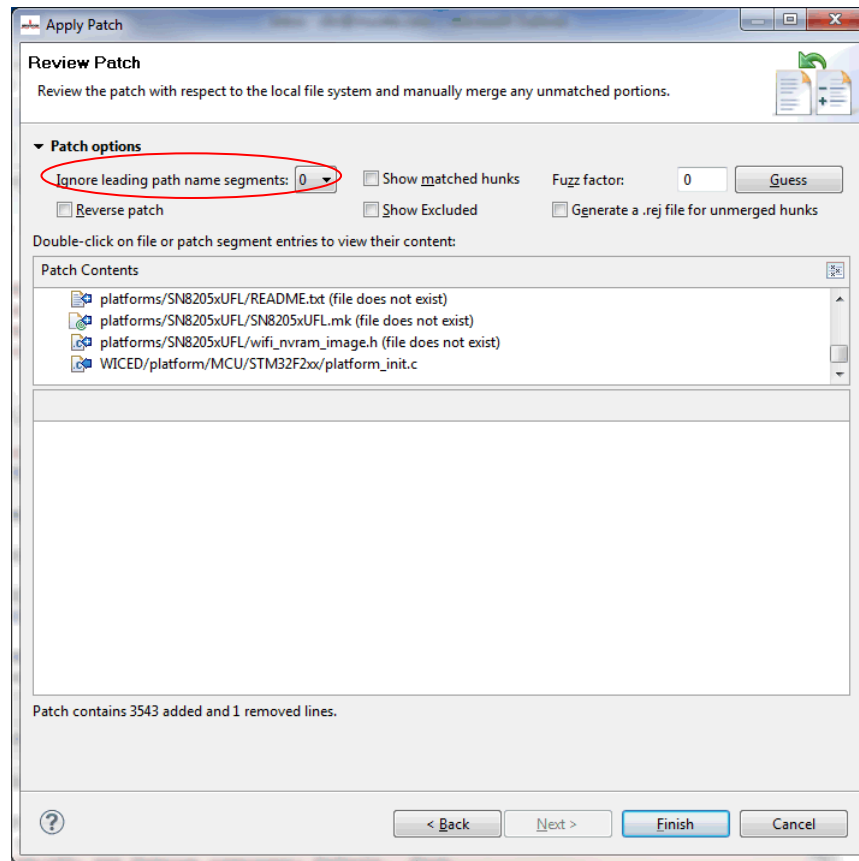 Apply Patch
Review Patch
Review the patch with respect to the local file system and manually merge any unmatched portions.
Patch options
Ignore leading path name segments: 0 Show matched hunks Fuzz factor: 0 Guess
Reverse patch Show Excluded Generate a .rej file for unmerged hunks
Double-click on file or patch segment entries to view their content:
Patch Contents
platforms/SN8205xUFL/README.txt (file does not exist)
platforms/SN8205xUFL/SN8205xUFL.mk (file does not exist)
platforms/SN8205xUFL/wifi_nvram_image.h (file does not exist)
WICED/platform/MCU/STM32F2xx/platform_init.c
Patch contains 3543 added and 1 removed lines.
< Back Next > Finish Cancel